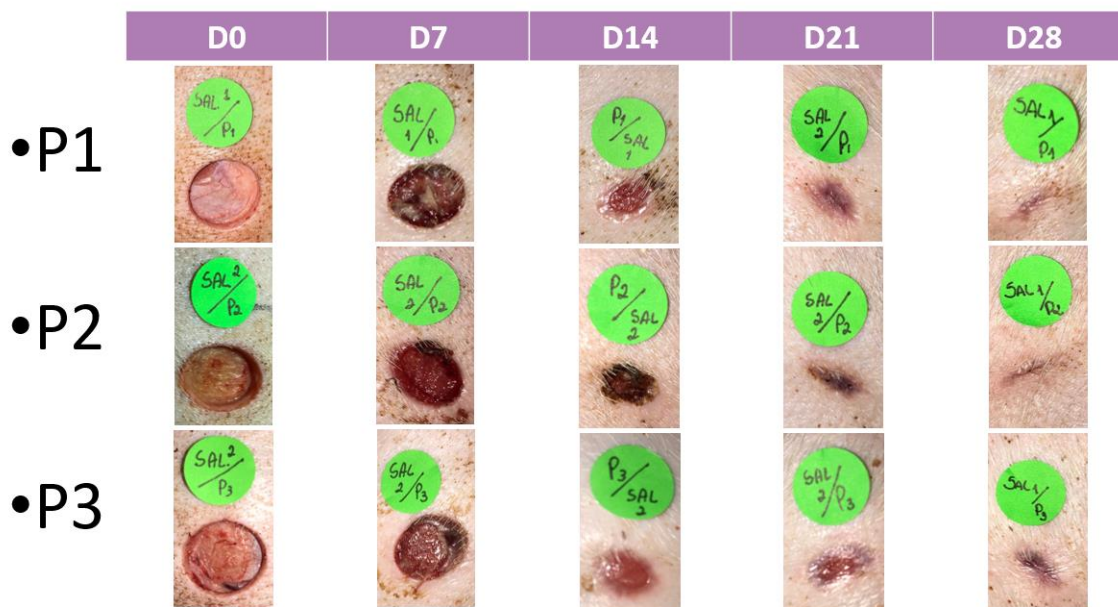 D0 D7 D14 D21 D28
•P1
SAL. 1
/P1
SAL
1/P1
P1
/SAL
1
SAL
2/P1
SAL 1/
P1
•P2
SAL 2
/P2
SAL
2/P2
P2
/SAL
2
SAL
2/P2
SAL 1/P2
•P3
SAL. 2
/P3
SAL
2/P3
P3
/SAL
2
SAL
2/P3
SAL 1/
P3